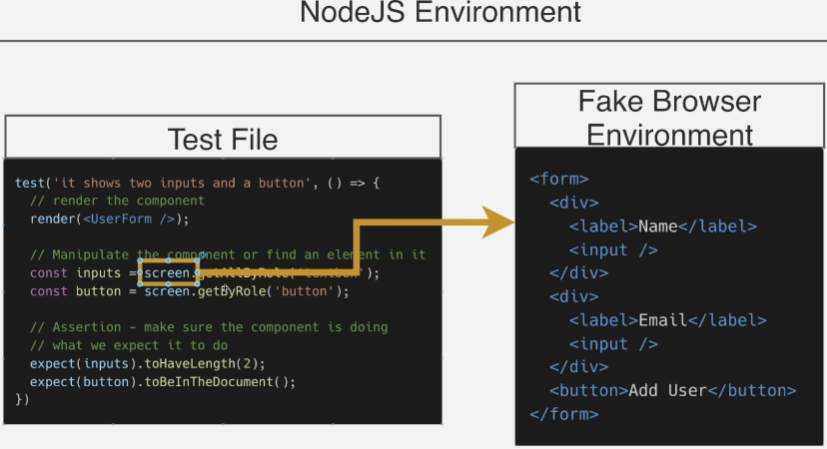 NodeJS Environment
Test File
test('it shows two inputs and a button', () => {
// render the component
render(<UserForm />);
// Manipulate the component or find an element in it
const inputs = screen.getAllByRole('textbox');
const button = screen.getByRole('button');
// Assertion - make sure the component is doing
// what we expect it to do
expect(inputs).toHaveLength(2);
expect(button).toBeInTheDocument();
})
Fake Browser
Environment
<form>
<div>
<label>Name</label>
<input />
</div>
<div>
<label>Email</label>
<input />
</div>
<button>Add User</button>
</form>